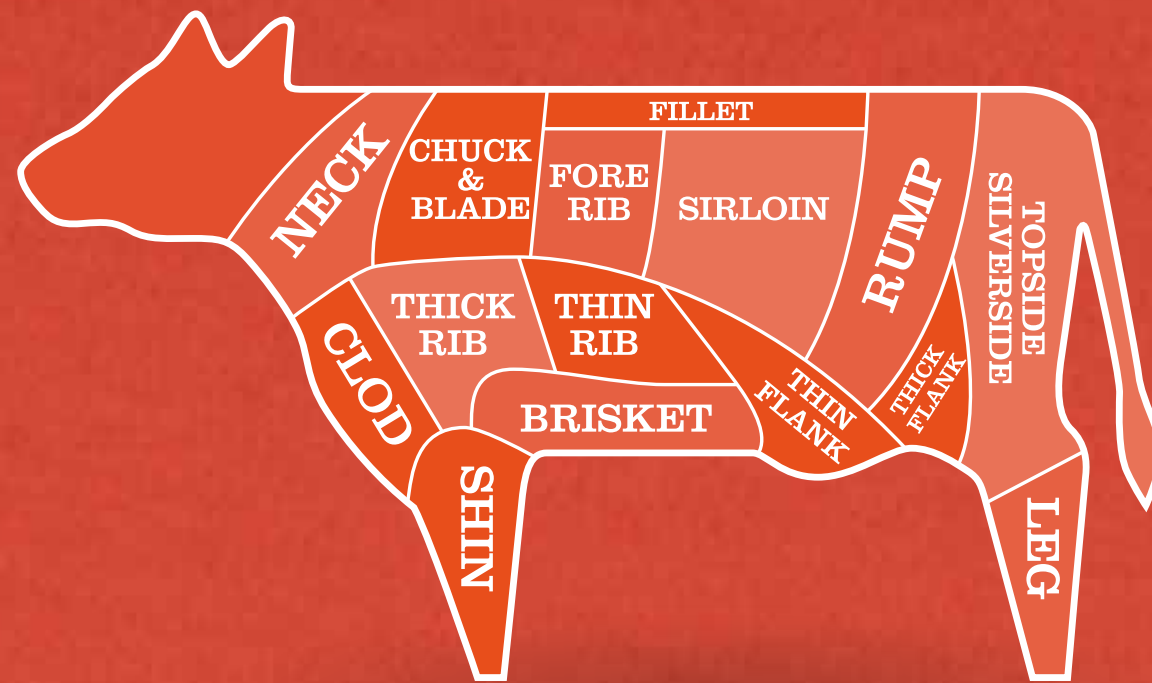 NECK
CHUCK
&
BLADE
FILLET
FORE
RIB
SIRLOIN
RUMP
TOPSIDE
SILVERSIDE
THICK
RIB
THIN
RIB
CLOD
BRISKET
THIN
FLANK
THICK
FLANK
SHIN
LEG